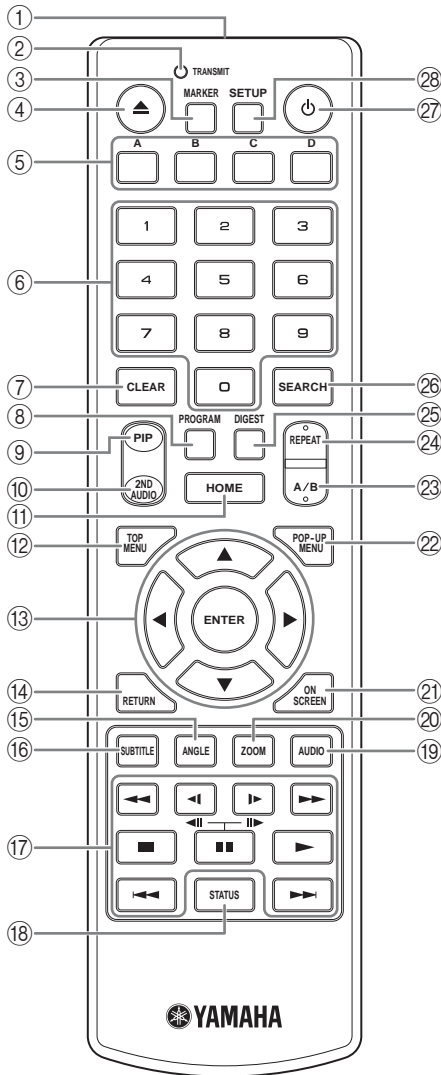 ①
② TRANSMIT
③ MARKER SETUP ㉘
④ ㉗
⑤ A B C D
1 2 3
⑥ 4 5 6
7 8 9
⑦ CLEAR 0 SEARCH ㉖
⑧ PROGRAM DIGEST ㉕
⑨ PIP REPEAT ㉔
⑩ 2ND AUDIO A/B ㉓
⑪ HOME
⑫ TOP MENU POP-UP MENU ㉒
⑬ ENTER
⑭ RETURN ON SCREEN ㉑
⑮ ANGLE ZOOM ⑳
⑯ SUBTITLE AUDIO ⑲
⑰
⑱ STATUS
YAMAHA